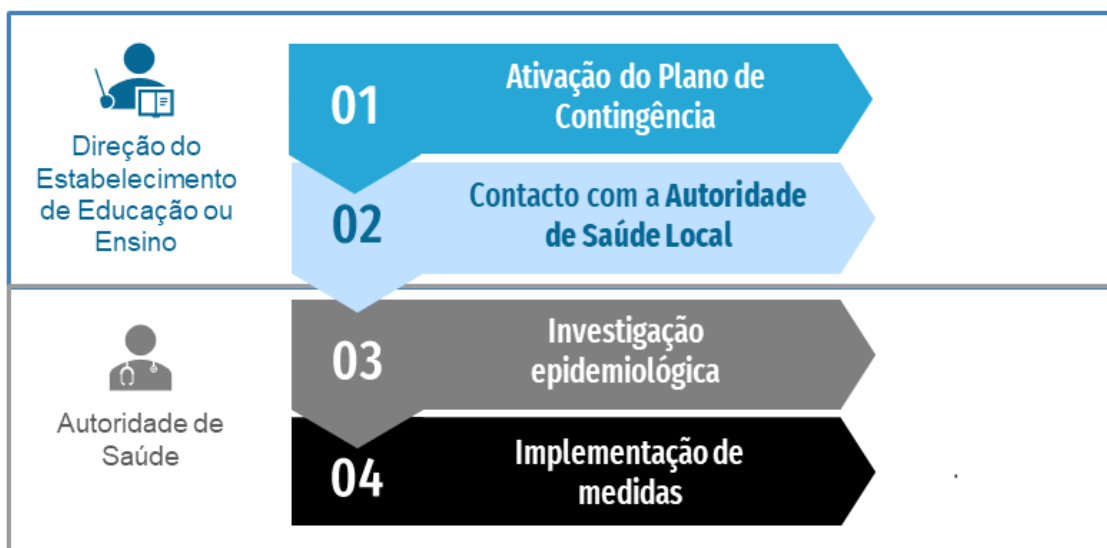 Direção do
Estabelecimento
de Educação ou
Ensino
01
Ativação do Plano de
Contingência
02
Contacto com a Autoridade
de Saúde Local
Autoridade de
Saúde
03
Investigação
epidemiológica
04
Implementação de
medidas
.